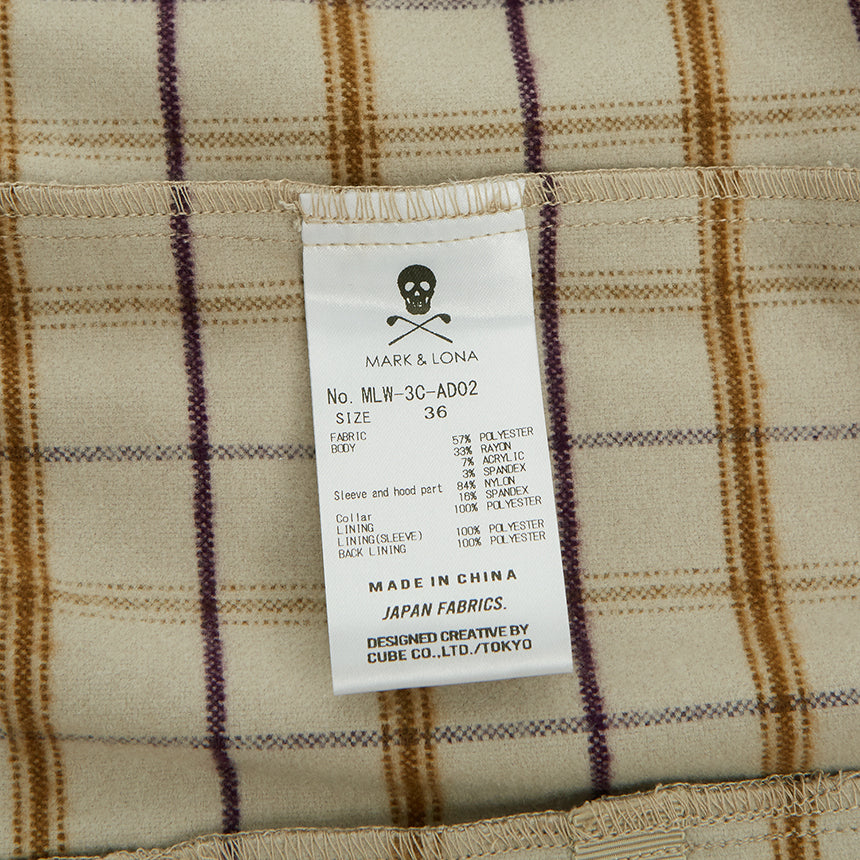 MARK & LONA
No. MLW-3C-AD02
SIZE 36
FABRIC
BODY 57% POLYESTER
33% RAYON
7% ACRYLIC
3% SPANDEX
Sleeve and hood part 84% NYLON
16% SPANDEX
Collar 100% POLYESTER
LINING
LINING(SLEEVE) 100% POLYESTER
BACK LINING 100% POLYESTER
MADE IN CHINA
JAPAN FABRICS.
DESIGNED CREATIVE BY
CUBE CO.,LTD./TOKYO